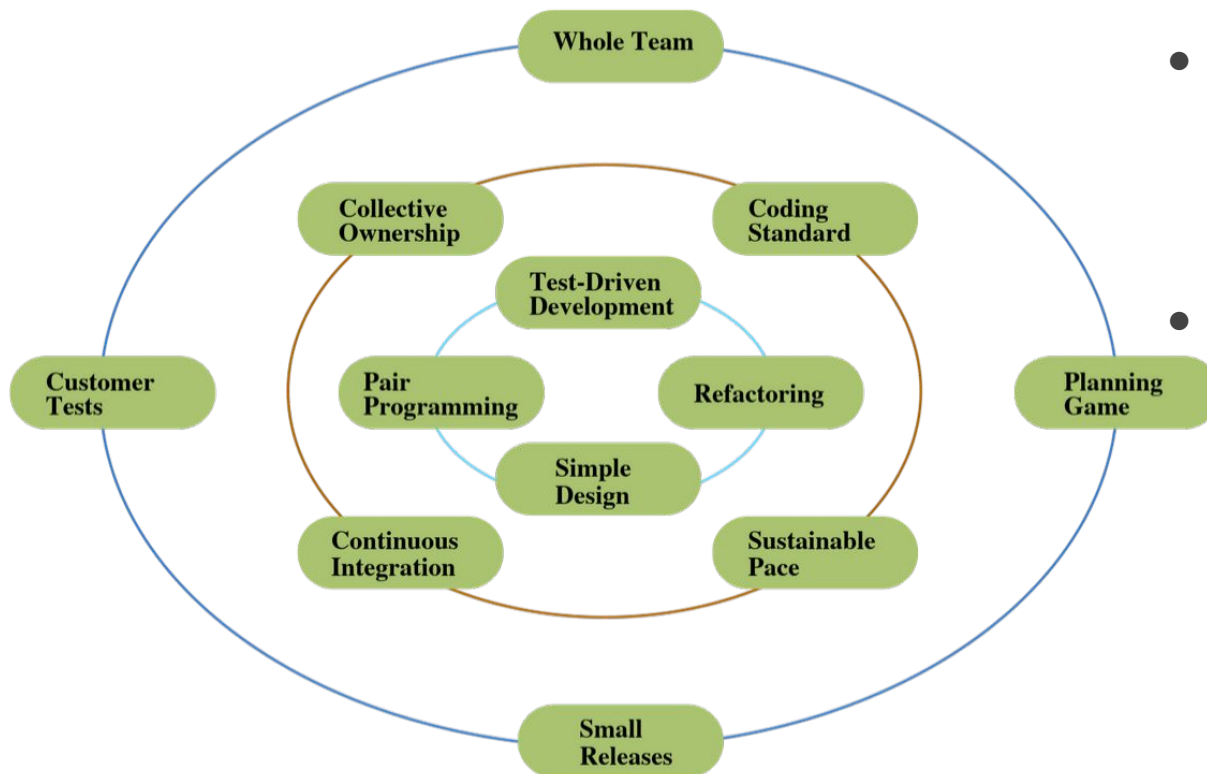 Whole Team
Collective
Ownership
Coding
Standard
Test-Driven
Development
Customer
Tests
Pair
Programming
Refactoring
Planning
Game
Simple
Design
Continuous
Integration
Sustainable
Pace
Small
Releases